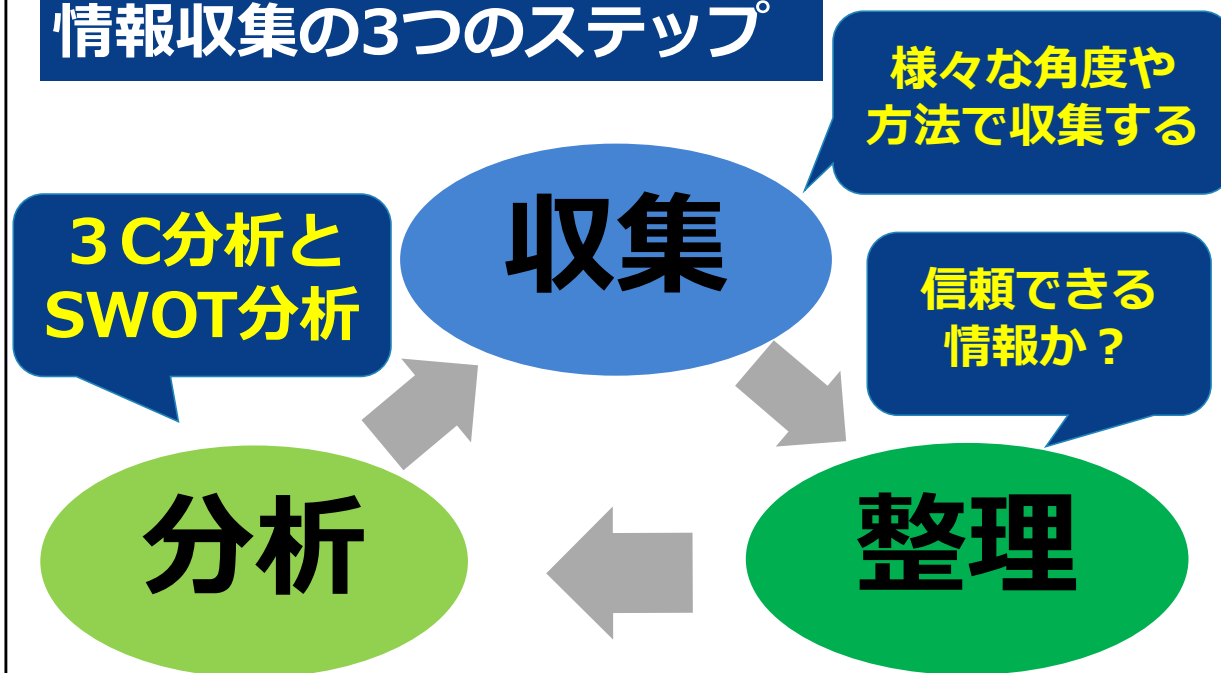 情報収集の3つのステップ
様々な角度や
方法で収集する
収集
３C分析と
SWOT分析
信頼できる
情報か？
分析
整理